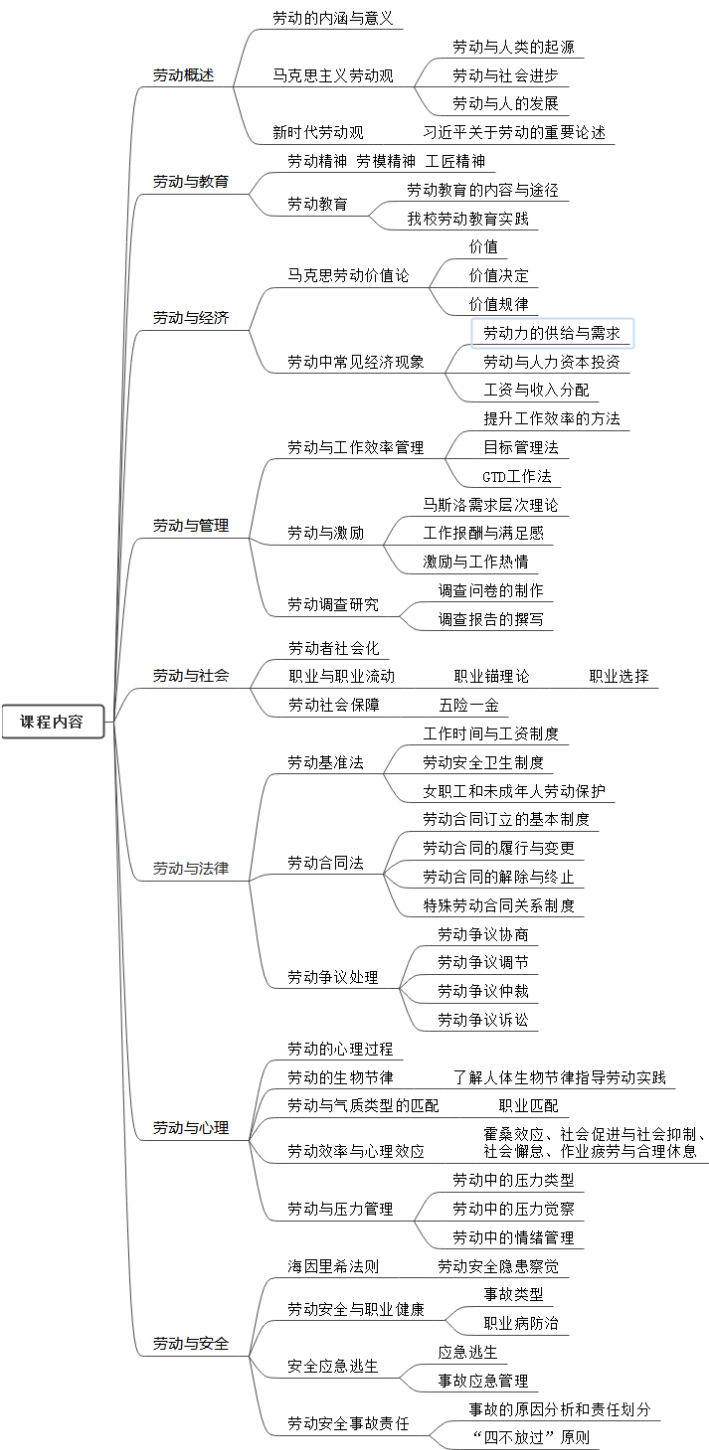 劳动的内涵与意义
劳动与人类的起源
劳动概述
马克思主义劳动观
劳动与社会进步
劳动与人的发展
新时代劳动观
习近平关于劳动的重要论述
劳动精神 劳模精神 工匠精神
劳动与教育
劳动教育的内容与途径
劳动教育
我校劳动教育实践
价值
马克思劳动价值论
价值决定
价值规律
劳动与经济
劳动力的供给与需求
劳动中常见经济现象
劳动与人力资本投资
工资与收入分配
提升工作效率的方法
劳动与工作效率管理
目标管理法
GTD工作法
马斯洛需求层次理论
劳动与管理
劳动与激励
工作报酬与满足感
激励与工作热情
调查问卷的制作
劳动调查研究
调查报告的撰写
劳动者社会化
劳动与社会
职业与职业流动
职业锚理论
职业选择
劳动社会保障
五险一金
课程内容
工作时间与工资制度
劳动基准法
劳动安全卫生制度
女职工和未成年人劳动保护
劳动合同订立的基本制度
劳动合同的履行与变更
劳动与法律
劳动合同法
劳动合同的解除与终止
特殊劳动合同关系制度
劳动争议协商
劳动争议调节
劳动争议处理
劳动争议仲裁
劳动争议诉讼
劳动的心理过程
劳动的生物节律
了解人体生物节律指导劳动实践
劳动与气质类型的匹配
职业匹配
劳动与心理
劳动效率与心理效应
霍桑效应、社会促进与社会抑制、
社会懈怠、作业疲劳与合理休息
劳动中的压力类型
劳动与压力管理
劳动中的压力觉察
劳动中的情绪管理
海因里希法则
劳动安全隐患察觉
事故类型
劳动安全与职业健康
职业病防治
劳动与安全
应急逃生
安全应急逃生
事故应急管理
事故的原因分析和责任划分
劳动安全事故责任
“四不放过”原则